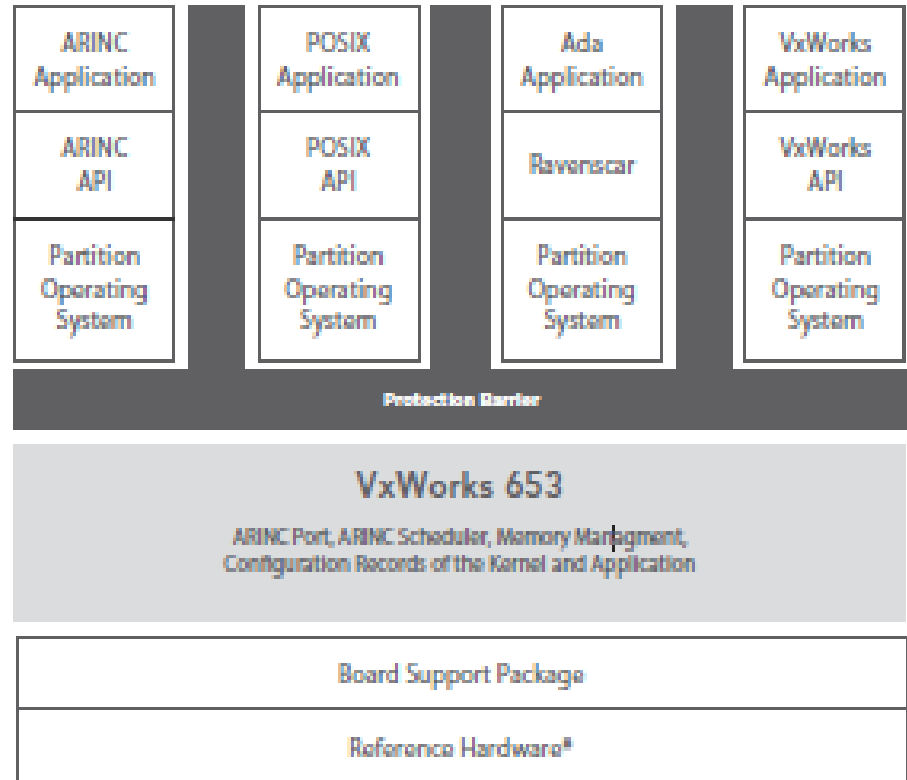 ARINC
Application
POSIX
Application
Ada
Application
VxWorks
Application
ARINC
API
POSIX
API
Ravenscar
VxWorks
API
Partition
Operating
System
Partition
Operating
System
Partition
Operating
System
Partition
Operating
System
Protection Barrier
VxWorks 653
ARINC Port, ARINC Scheduler, Memory Managment,
Configuration Records of the Kernel and Application
Board Support Package
Reference Hardware*